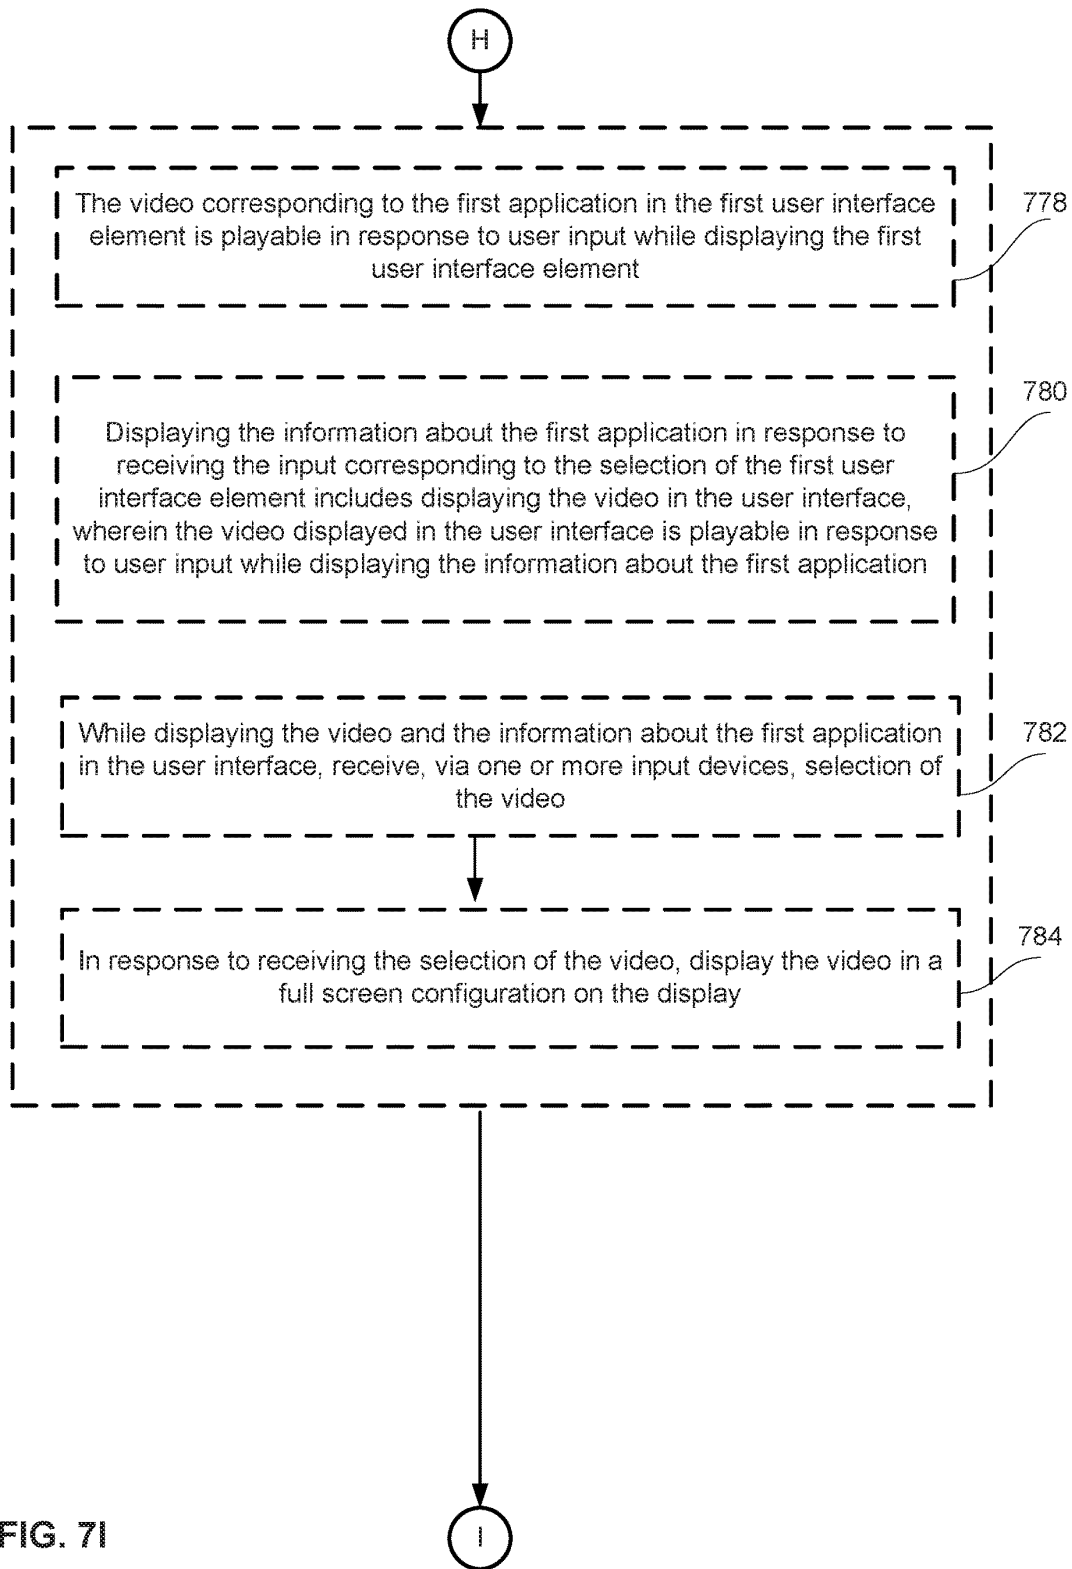 H
The video corresponding to the first application in the first user interface
element is playable in response to user input while displaying the first
user interface element
778
Displaying the information about the first application in response to
receiving the input corresponding to the selection of the first user
interface element includes displaying the video in the user interface,
wherein the video displayed in the user interface is playable in response
to user input while displaying the information about the first application
780
While displaying the video and the information about the first application
in the user interface, receive, via one or more input devices, selection of
the video
782
In response to receiving the selection of the video, display the video in a
full screen configuration on the display
784
I
FIG. 7I